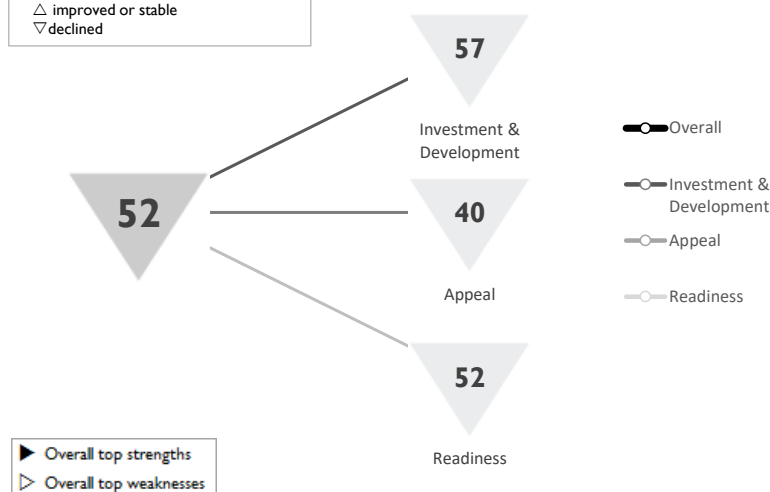 △ improved or stable
▽declined
57
Investment &
Development
52
40
Appeal
52
Readiness
Overall
Investment &
Development
Appeal
Readiness
▶ Overall top strengths
▷ Overall top weaknesses